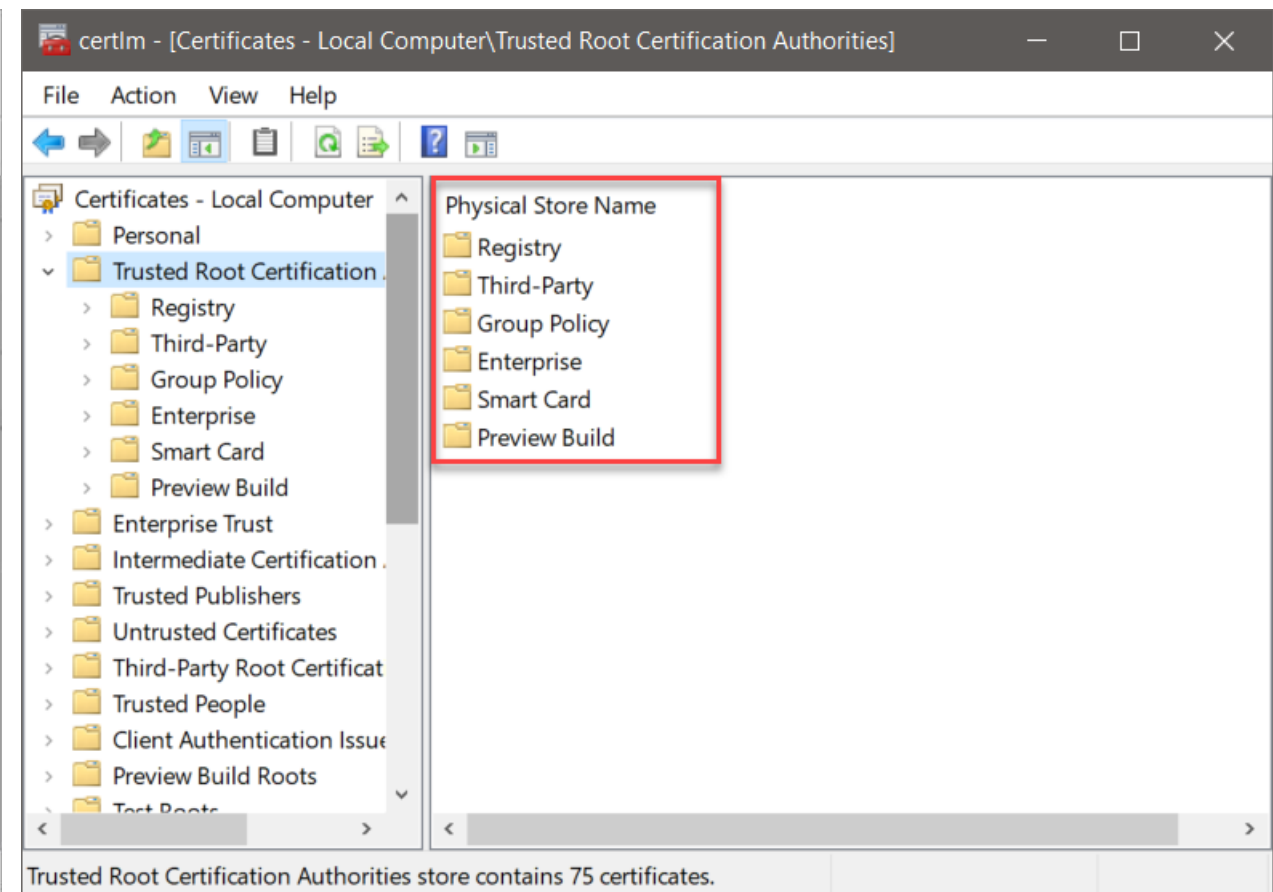 certlm - [Certificates - Local Computer\Trusted Root Certification Authorities]
File Action View Help
Certificates - Local Computer
Personal
Trusted Root Certification
Registry
Third-Party
Group Policy
Enterprise
Smart Card
Preview Build
Enterprise Trust
Intermediate Certification
Trusted Publishers
Untrusted Certificates
Third-Party Root Certificat
Trusted People
Client Authentication Issue
Preview Build Roots
Test Roots
Physical Store Name
Registry
Third-Party
Group Policy
Enterprise
Smart Card
Preview Build
Trusted Root Certification Authorities store contains 75 certificates.